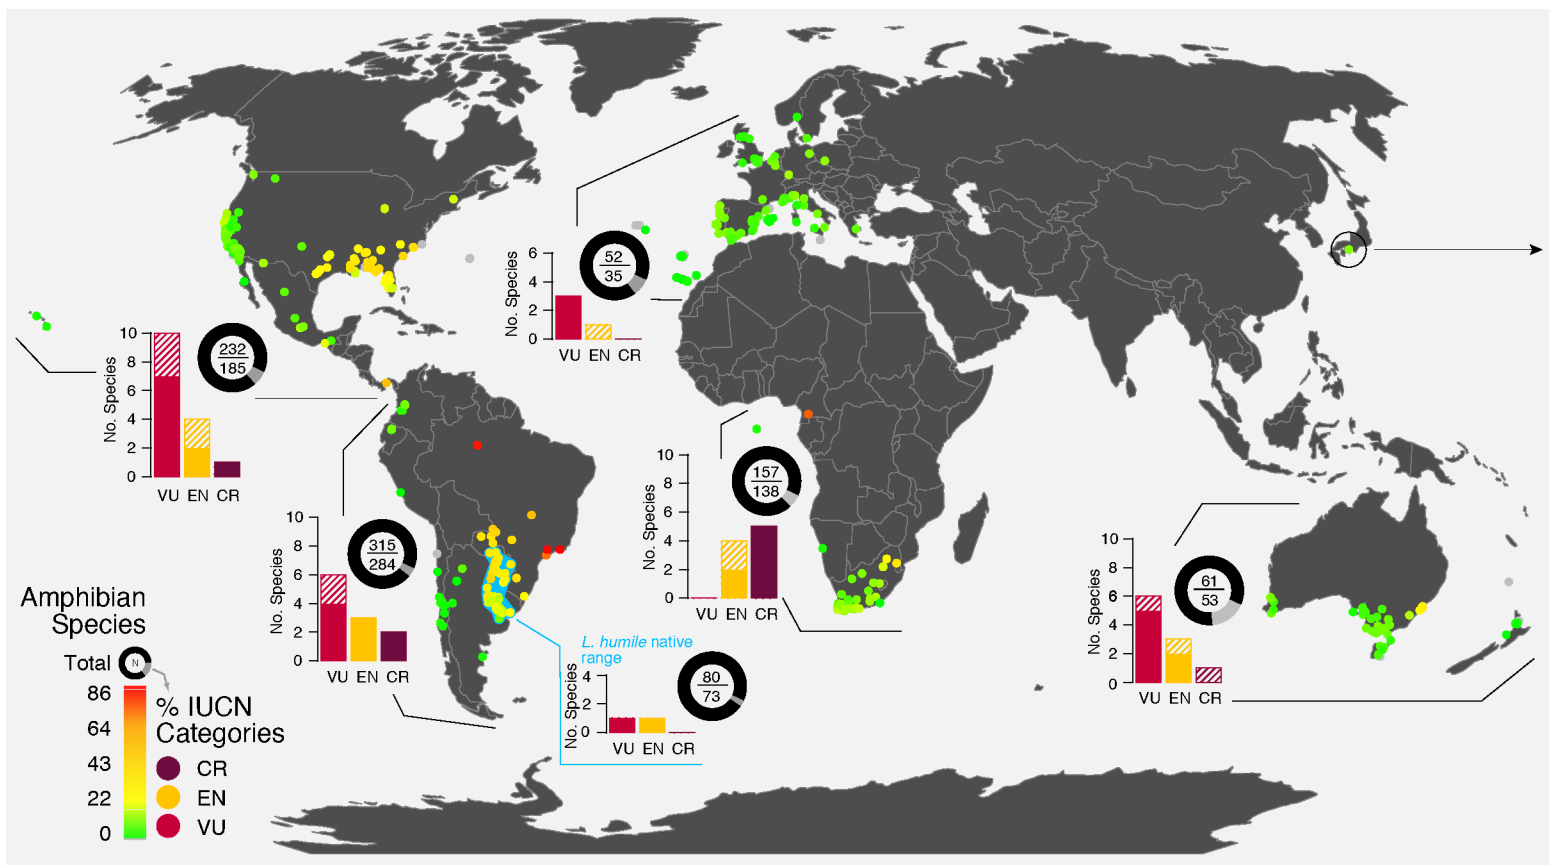 6
4
2
0
No. Species
52
35
VU EN CR
10
8
6
4
2
0
No. Species
232
185
VU EN CR
10
8
6
4
2
0
No. Species
157
138
VU EN CR
10
8
6
4
2
0
No. Species
315
284
VU EN CR
10
8
6
4
2
0
No. Species
61
53
VU EN CR
L. humile native
range
4
2
0
No. Species
80
73
VU EN CR
Amphibian
Species
Total N
86
64
43
22
0
% IUCN
Categories
CR
EN
VU